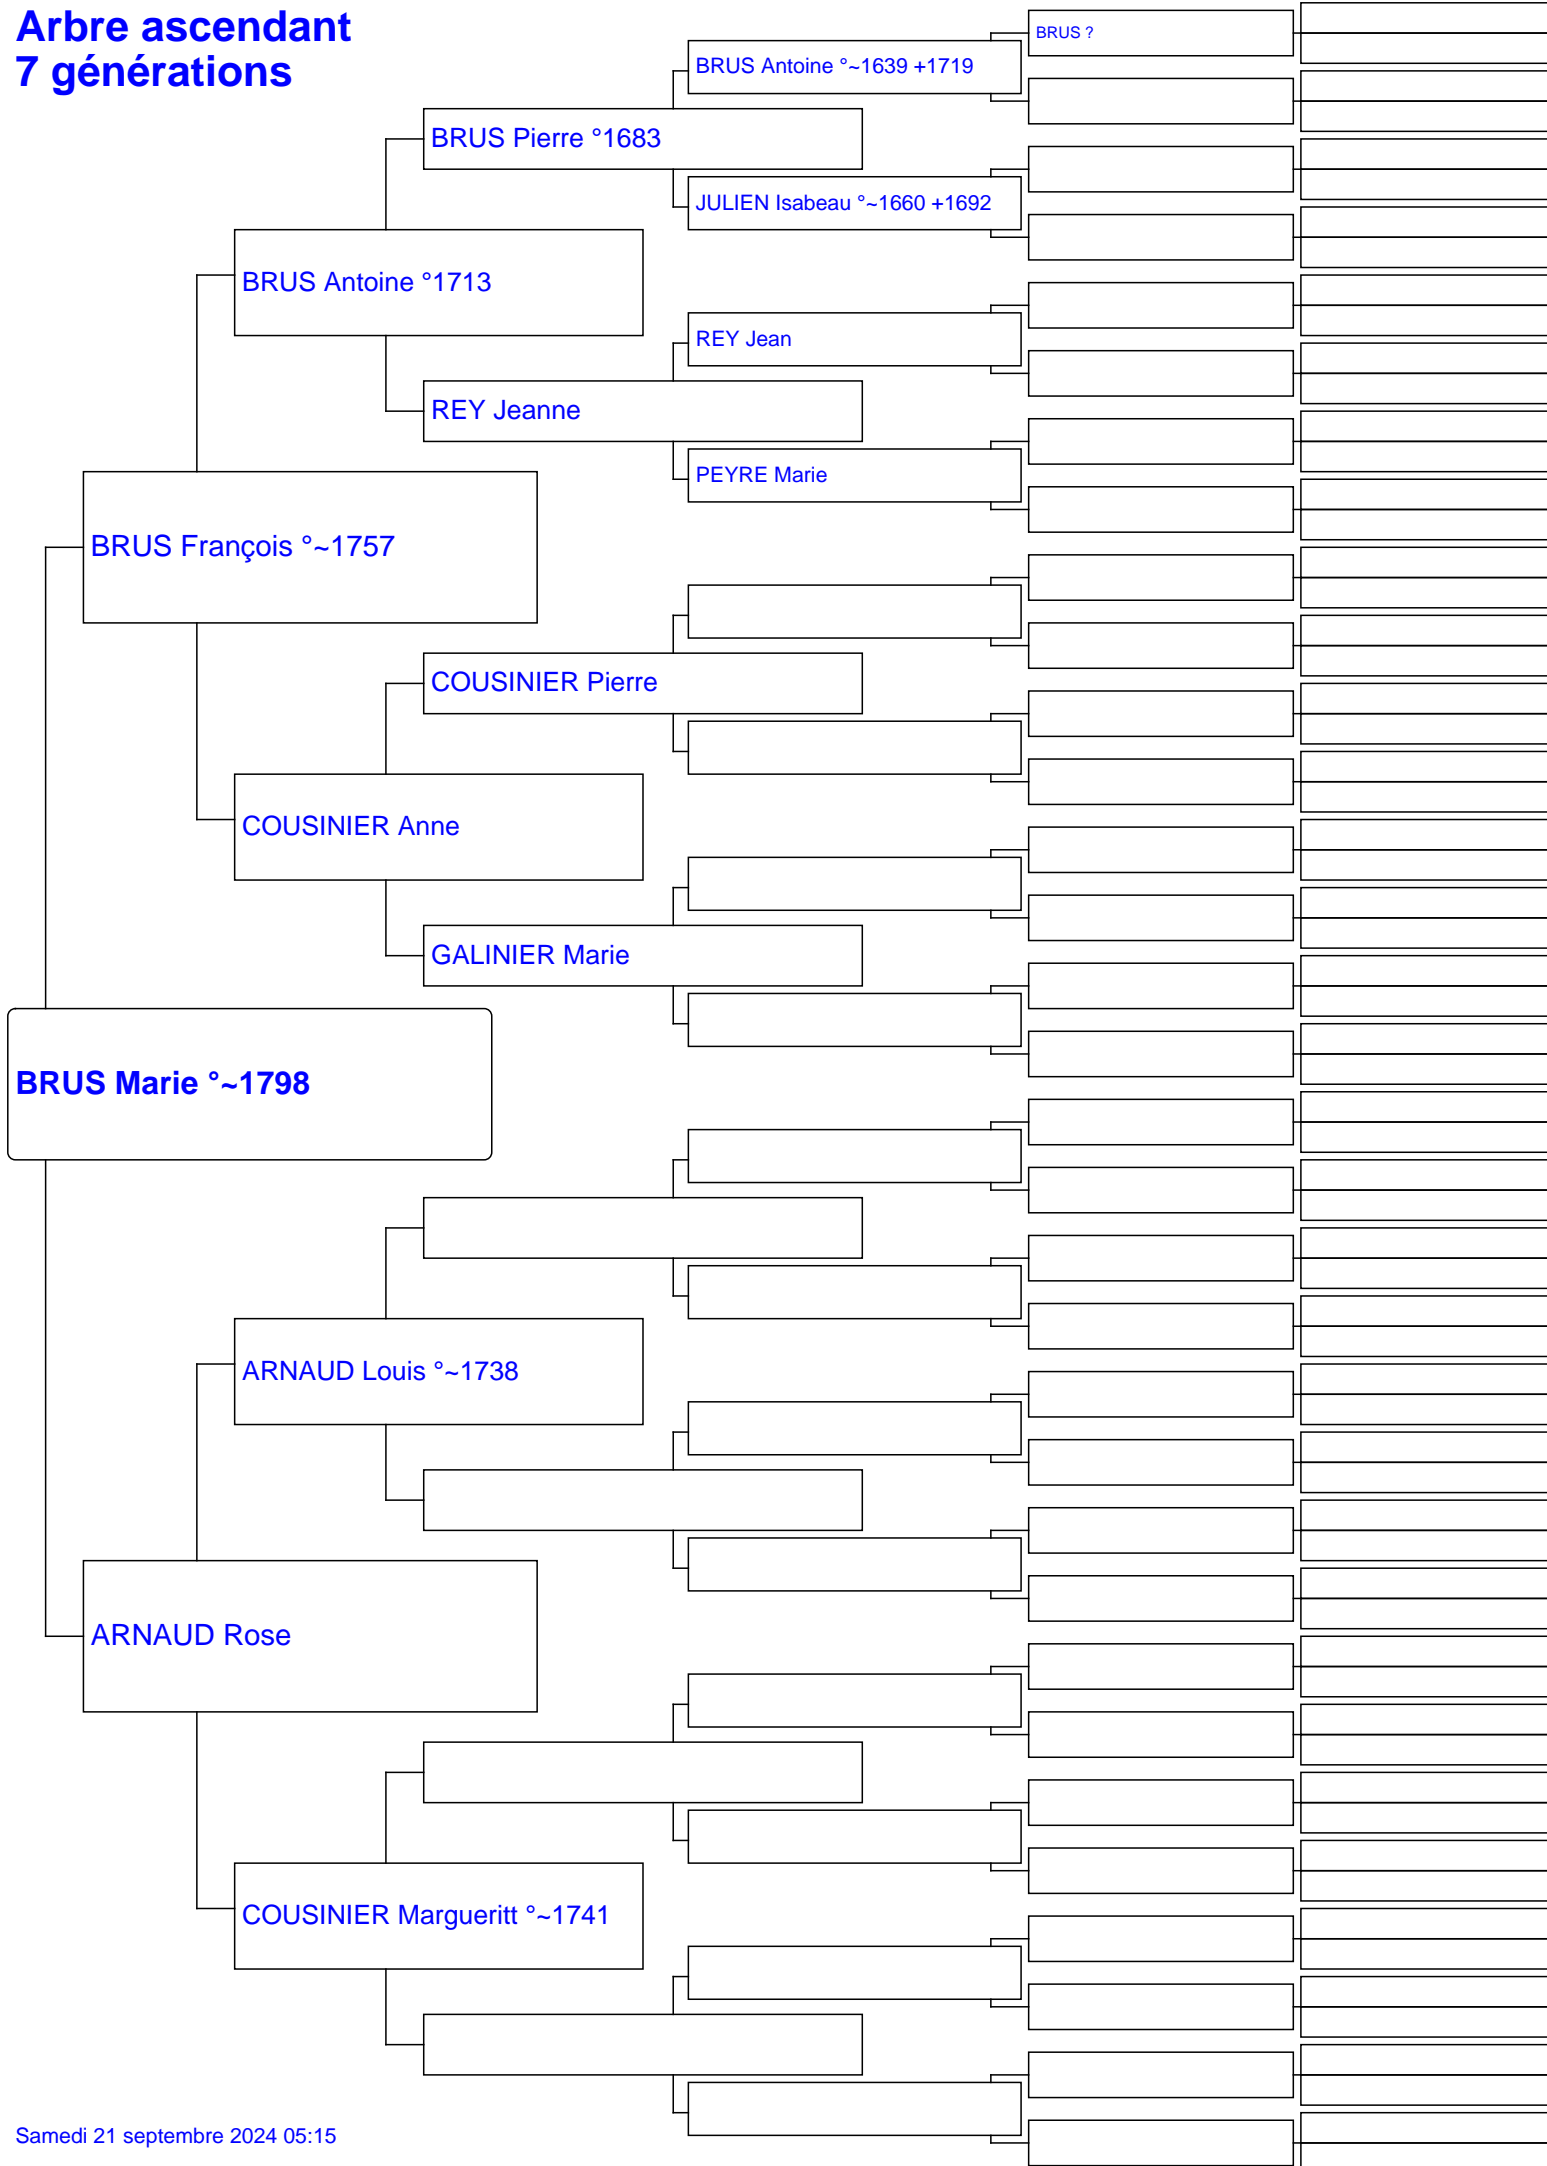 Arbre ascendant
7 générations
BRUS ?
BRUS Antoine °~1639 +1719
BRUS Pierre °1683
JULIEN Isabeau °~1660 +1692
BRUS Antoine °1713
REY Jean
REY Jeanne
PEYRE Marie
BRUS François °~1757
COUSINIER Pierre
COUSINIER Anne
GALINIER Marie
BRUS Marie °~1798
ARNAUD Louis °~1738
ARNAUD Rose
COUSINIER Margueritt °~1741
Samedi 21 septembre 2024 05:15